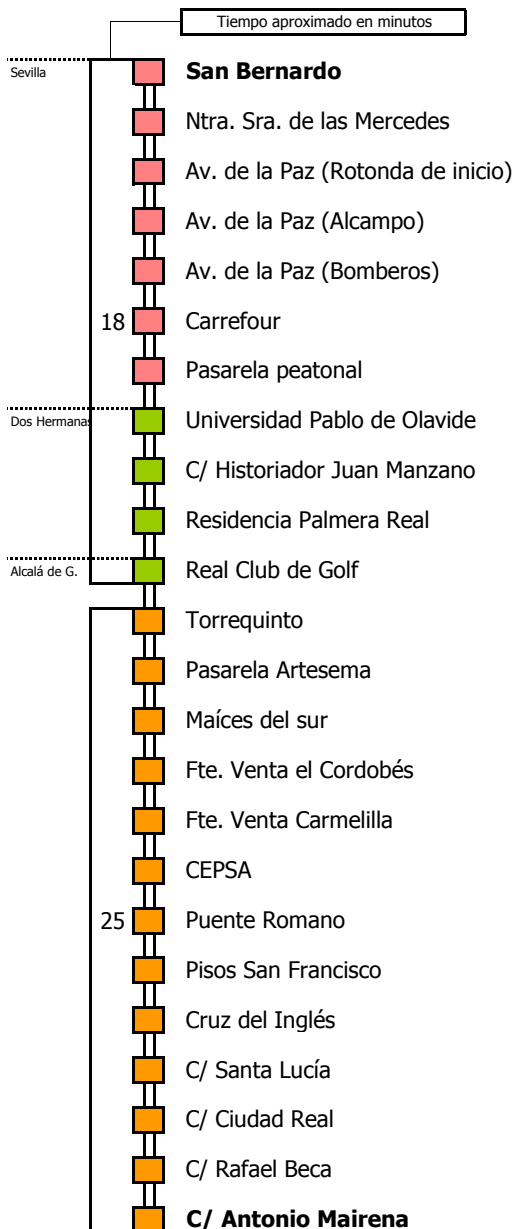 Tiempo aproximado en minutos
Sevilla
San Bernardo
Ntra. Sra. de las Mercedes
Av. de la Paz (Rotonda de inicio)
Av. de la Paz (Alcampo)
Av. de la Paz (Bomberos)
18 Carrefour
Pasarela peatonal
Dos Hermanas
Universidad Pablo de Olavide
C/ Historiador Juan Manzano
Residencia Palmera Real
Alcalá de G.
Real Club de Golf
Torrequinto
Pasarela Artesema
Maíces del sur
Fte. Venta el Cordobés
Fte. Venta Carmelilla
CEPSA
25 Puente Romano
Pisos San Francisco
Cruz del Inglés
C/ Santa Lucía
C/ Ciudad Real
C/ Rafael Beca
C/ Antonio Mairena